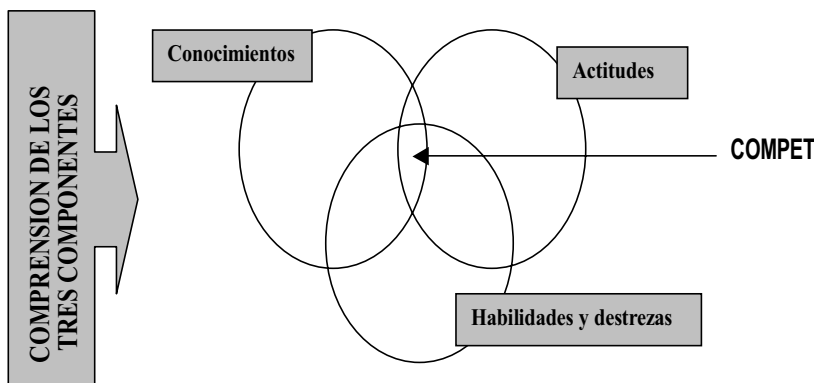 COMPRENSION DE LOS
TRES COMPONENTES
Conocimientos
Actitudes
COMPET
Habilidades y destrezas